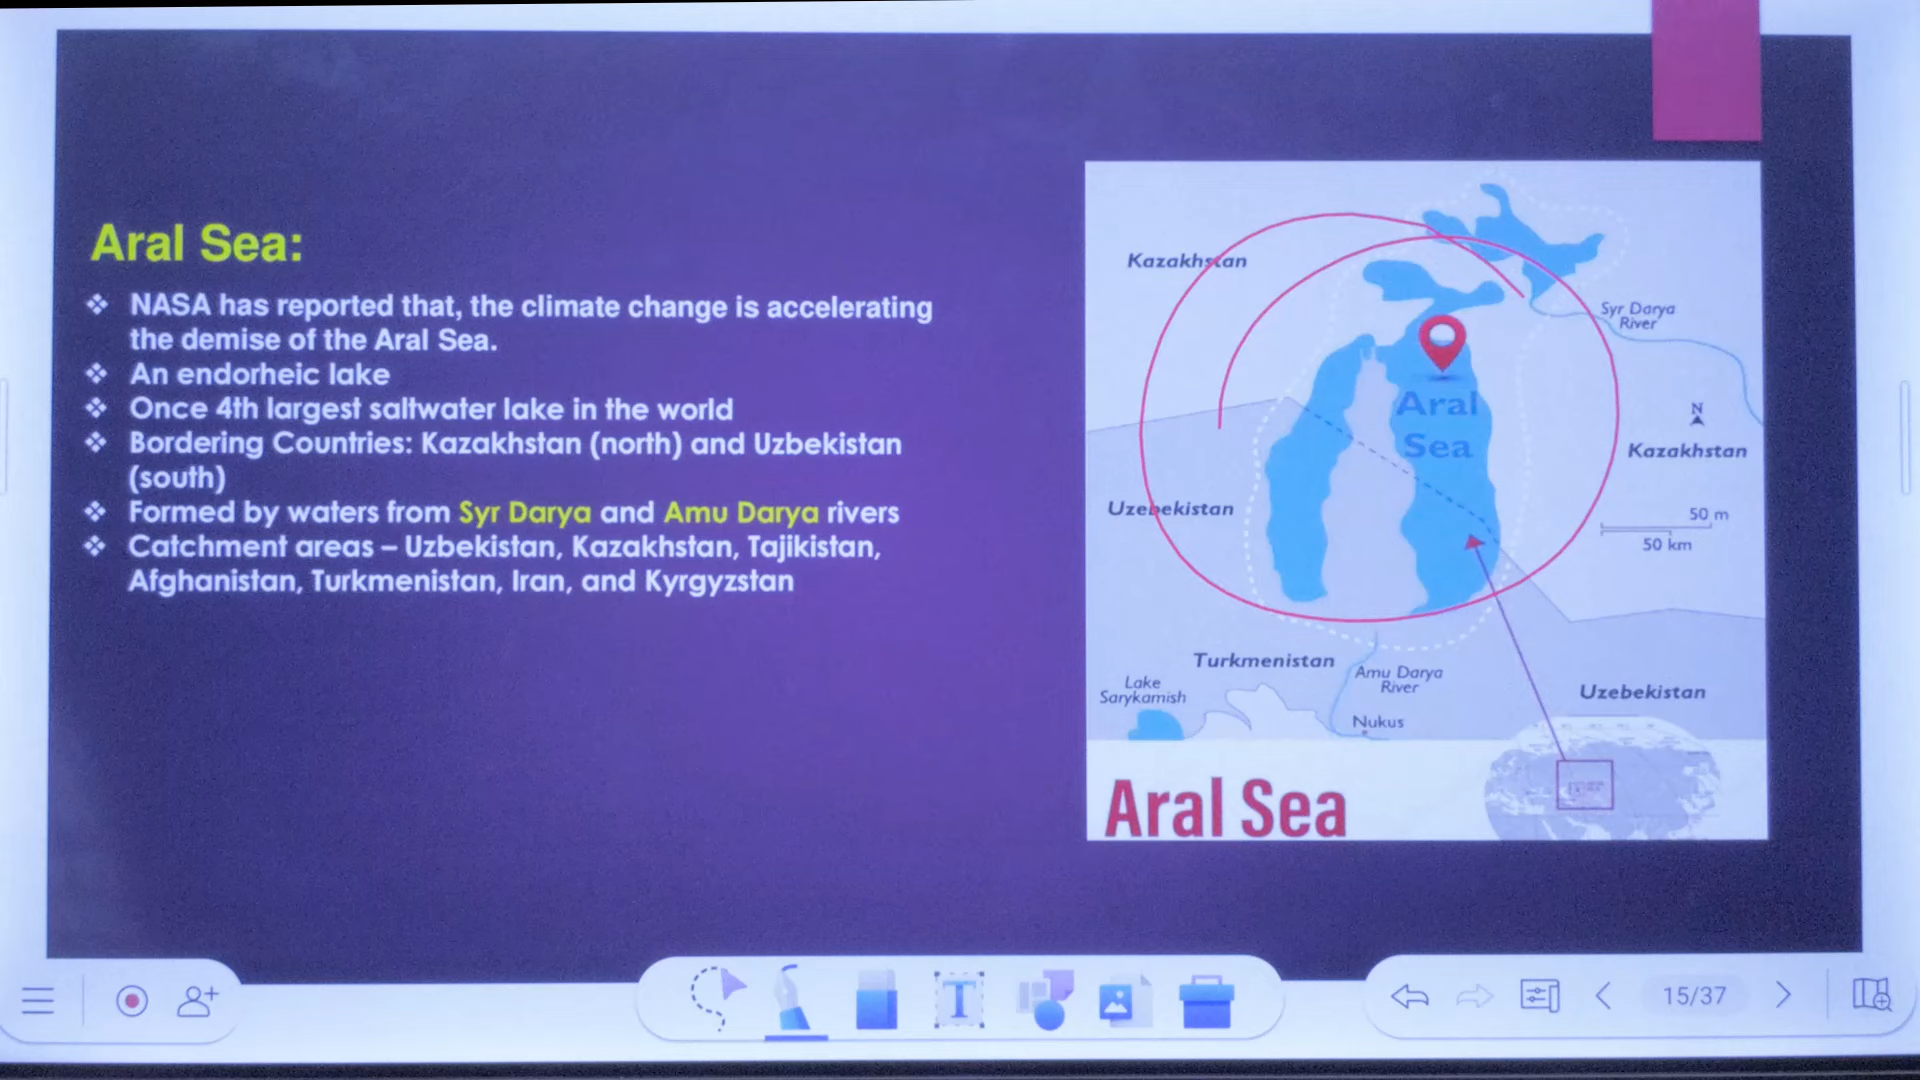 Aral Sea:
❖ NASA has reported that, the climate change is accelerating
the demise of the Aral Sea.
❖ An endorheic lake
❖ Once 4th largest saltwater lake in the world
❖ Bordering Countries: Kazakhstan (north) and Uzbekistan
(south)
❖ Formed by waters from Syr Darya and Amu Darya rivers
❖ Catchment areas – Uzbekistan, Kazakhstan, Tajikistan,
Afghanistan, Turkmenistan, Iran, and Kyrgyzstan
Kazakhstan
Syr Darya
River
Aral
Sea
N
Kazakhstan
Uzebekistan
50 m
50 km
Turkmenistan
Amu Darya
River
Lake
Sarykamish
Uzebekistan
Nukus
Aral Sea
T
15/37